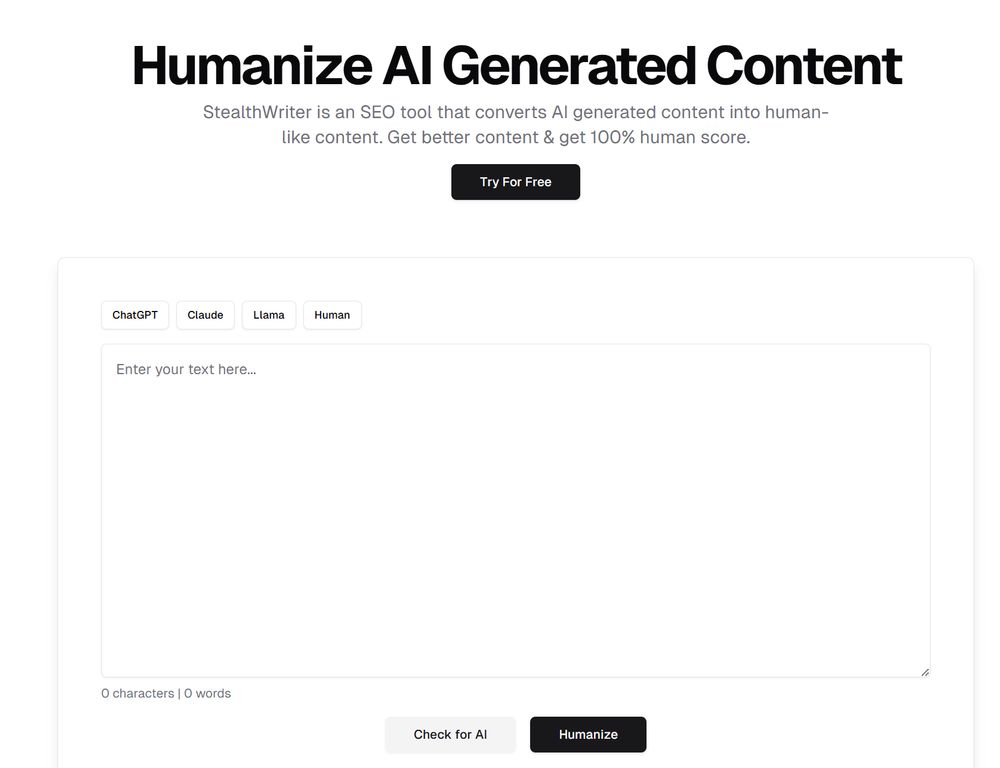 Humanize AI Generated Content
StealthWriter is an SEO tool that converts AI generated content into human-
like content. Get better content & get 100% human score.
Try For Free
ChatGPT Claude Llama Human
Enter your text here...
0 characters | 0 words
Check for AI Humanize